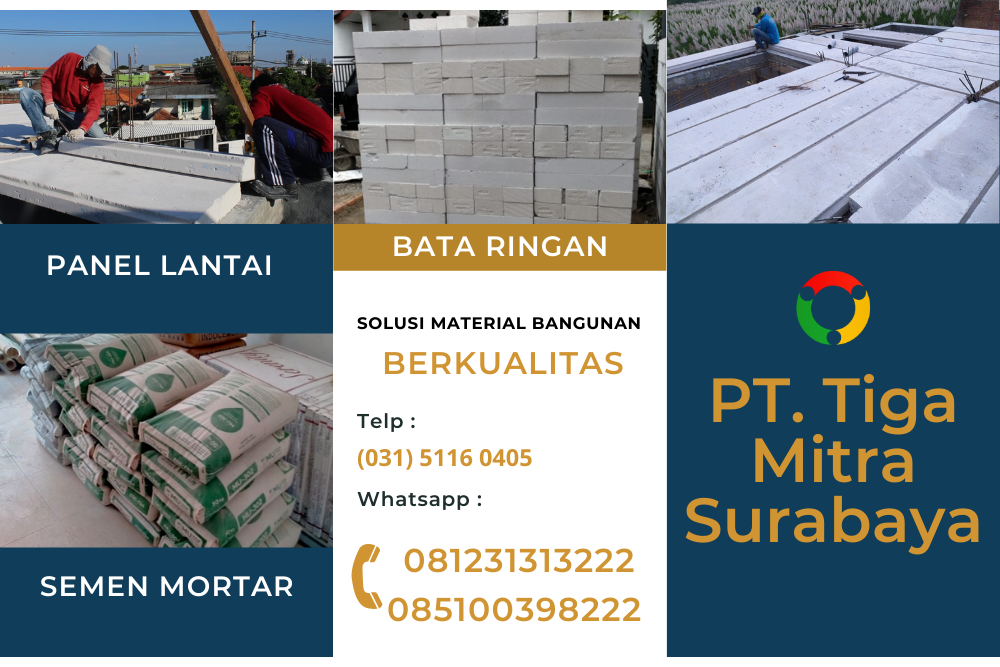 PANEL LANTAI
SEMEN MORTAR
BATA RINGAN
SOLUSI MATERIAL BANGUNAN
BERKUALITAS
Telp :
(031) 5116 0405
Whatsapp :
081231313222
085100398222
PT. Tiga
Mitra
Surabaya